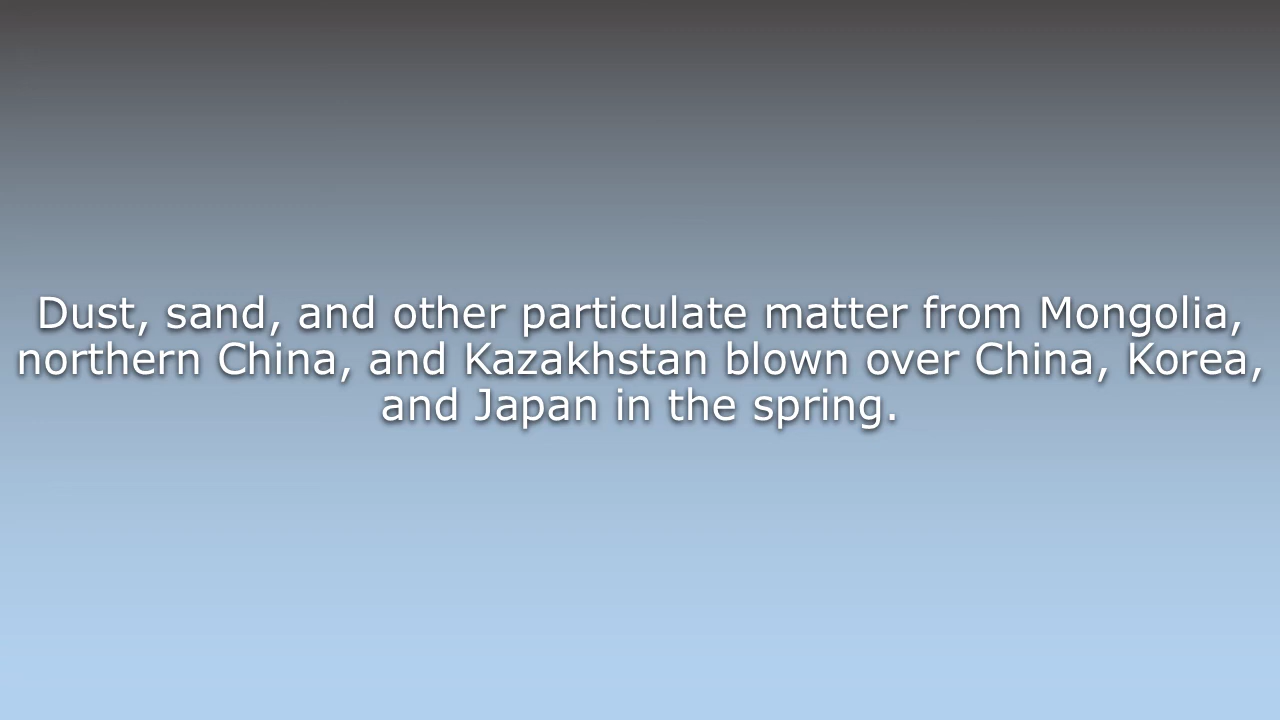 Dust, sand, and other particulate matter from Mongolia,
northern China, and Kazakhstan blown over China, Korea,
and Japan in the spring.